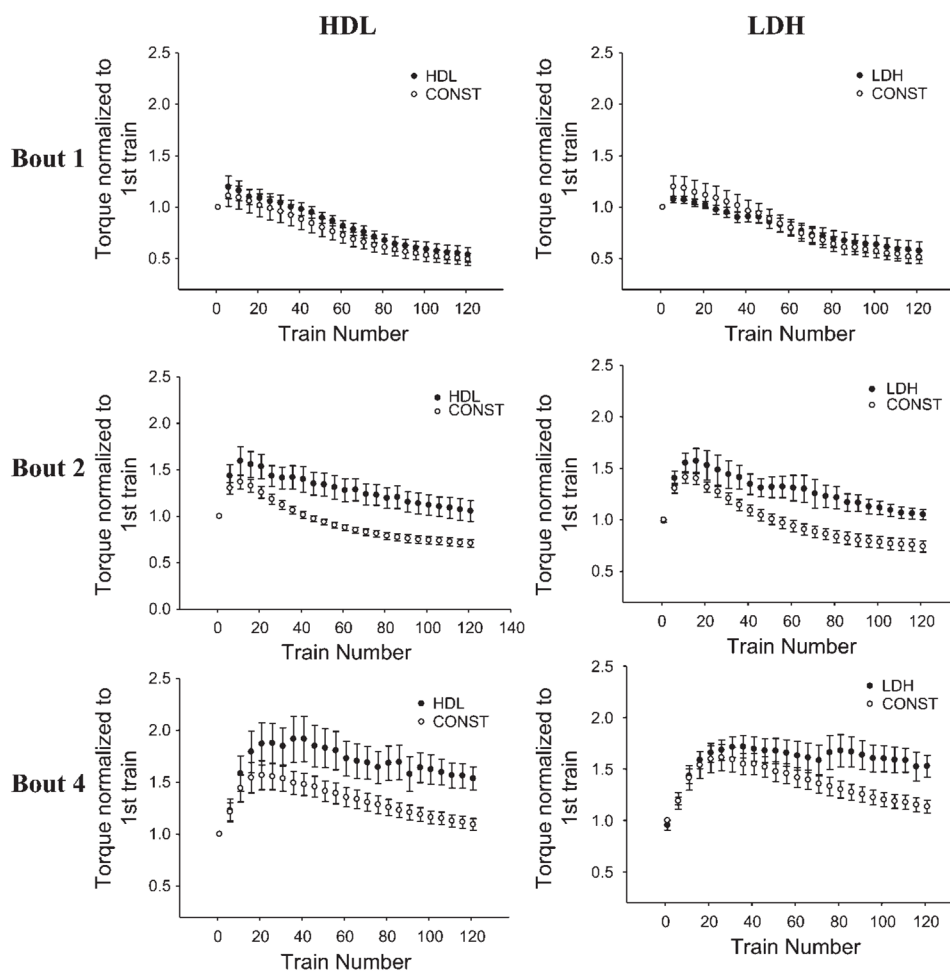 HDL
LDH
Bout 1
Torque normalized to
1st train
2.5
2.0
1.5
1.0
0.5
HDL
CONST
0 20 40 60 80 100 120
Train Number
Torque normalized to
1st train
2.5
2.0
1.5
1.0
0.5
LDH
CONST
0 20 40 60 80 100 120
Train Number
Bout 2
Torque normalized to
1st train
2.5
2.0
1.5
1.0
0.5
0.0
HDL
CONST
0 20 40 60 80 100 120 140
Train Number
Torque normalized to
1st train
2.5
2.0
1.5
1.0
0.5
LDH
CONST
0 20 40 60 80 100 120
Train Number
Bout 4
Torque normalized to
1st train
2.5
2.0
1.5
1.0
0.5
HDL
CONST
0 20 40 60 80 100 120
Train Number
Torque normalized to
1st train
2.5
2.0
1.5
1.0
0.5
LDH
CONST
0 20 40 60 80 100 120
Train Number